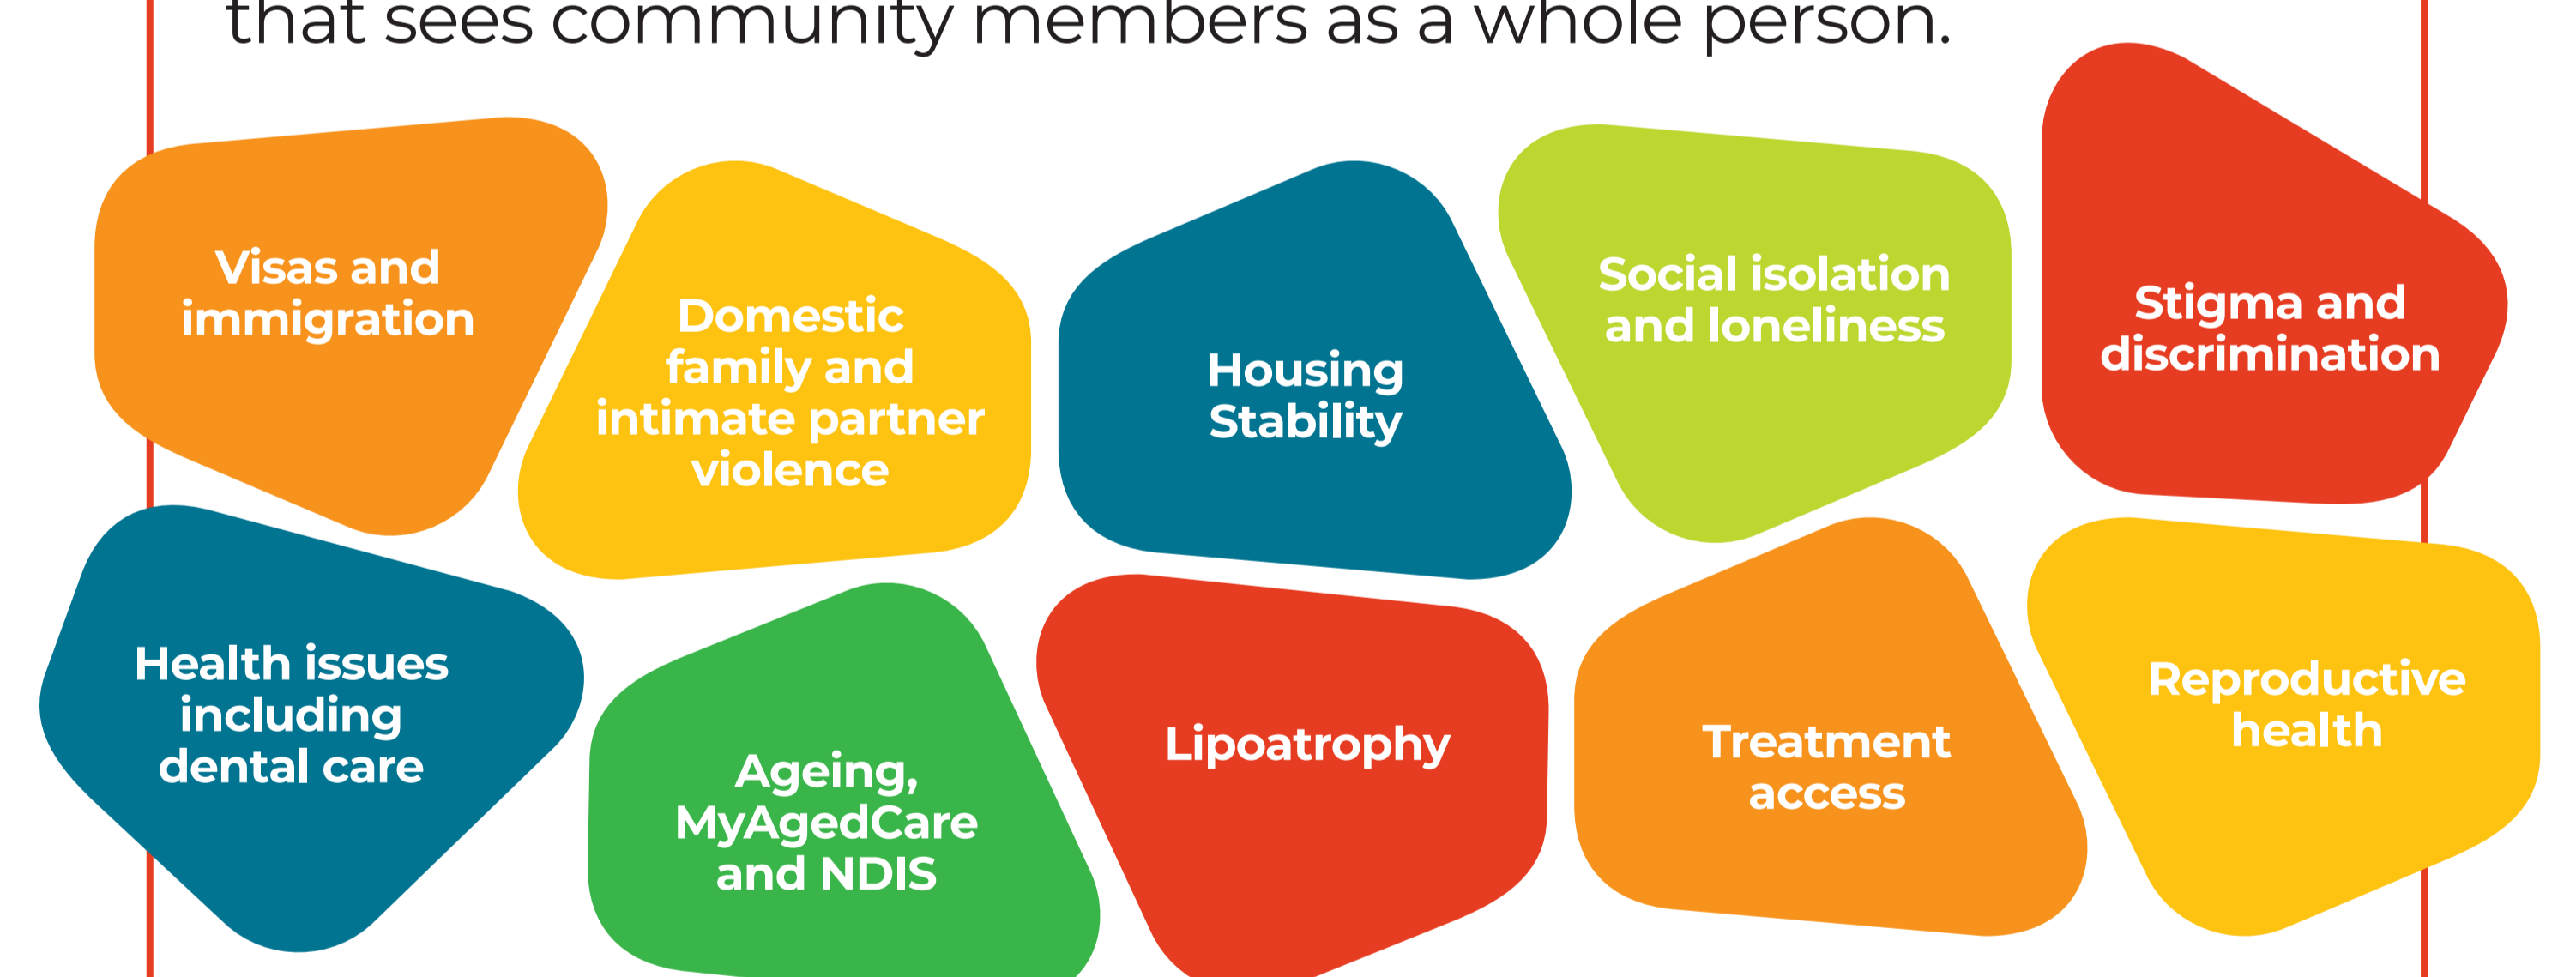 that sees community members as a whole person.
Visas and
immigration
Domestic
family and
intimate partner
violence
Housing
Stability
Social isolation
and loneliness
Stigma and
discrimination
Health issues
including
dental care
Ageing,
MyAgedCare
and NDIS
Lipoatrophy
Treatment
access
Reproductive
health